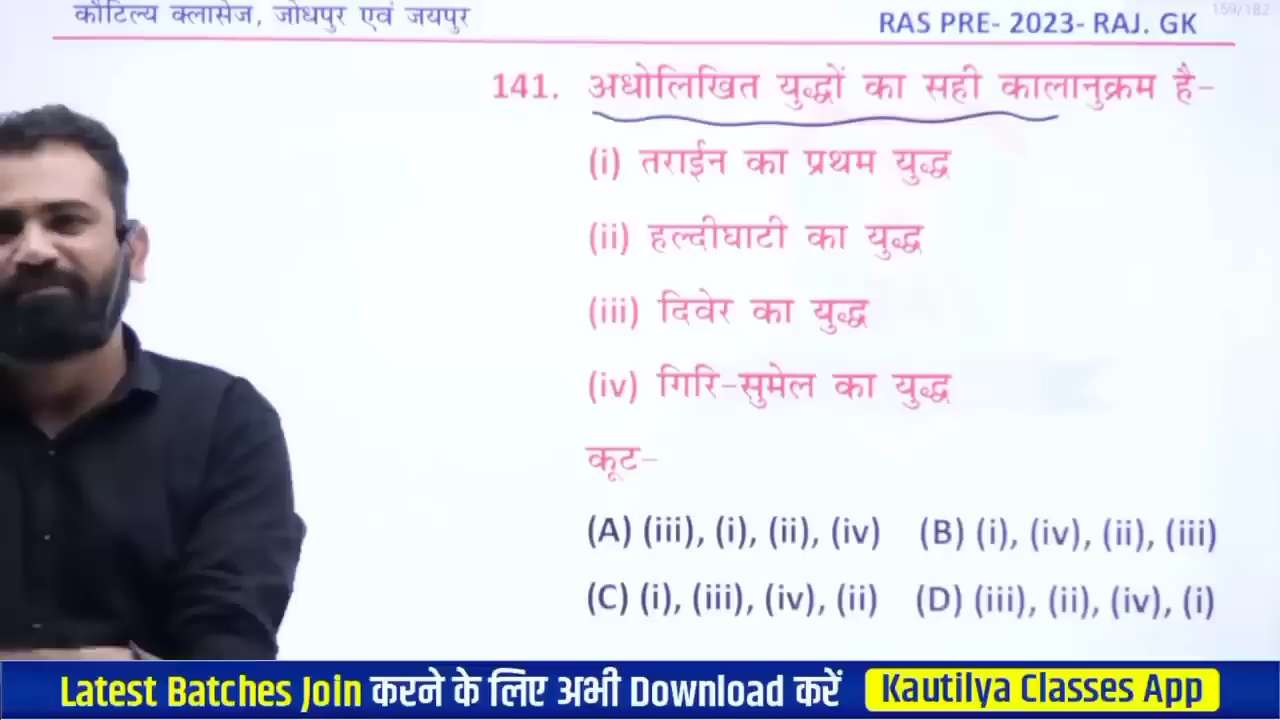 कौटिल्य क्लासेज, जोधपुर एवं जयपुर
RAS PRE- 2023- RAJ. GK
159/182
141. अधोलिखित युद्धों का सही कालानुक्रम है-
(i) तराईन का प्रथम युद्ध
(ii) हल्दीघाटी का युद्ध
(iii) दिवेर का युद्ध
(iv) गिरि-सुमेल का युद्ध
कूट-
(A) (iii), (i), (ii), (iv) (B) (i), (iv), (ii), (iii)
(C) (i), (iii), (iv), (ii) (D) (iii), (ii), (iv), (i)
Latest Batches Join करने के लिए अभी Download करें Kautilya Classes App